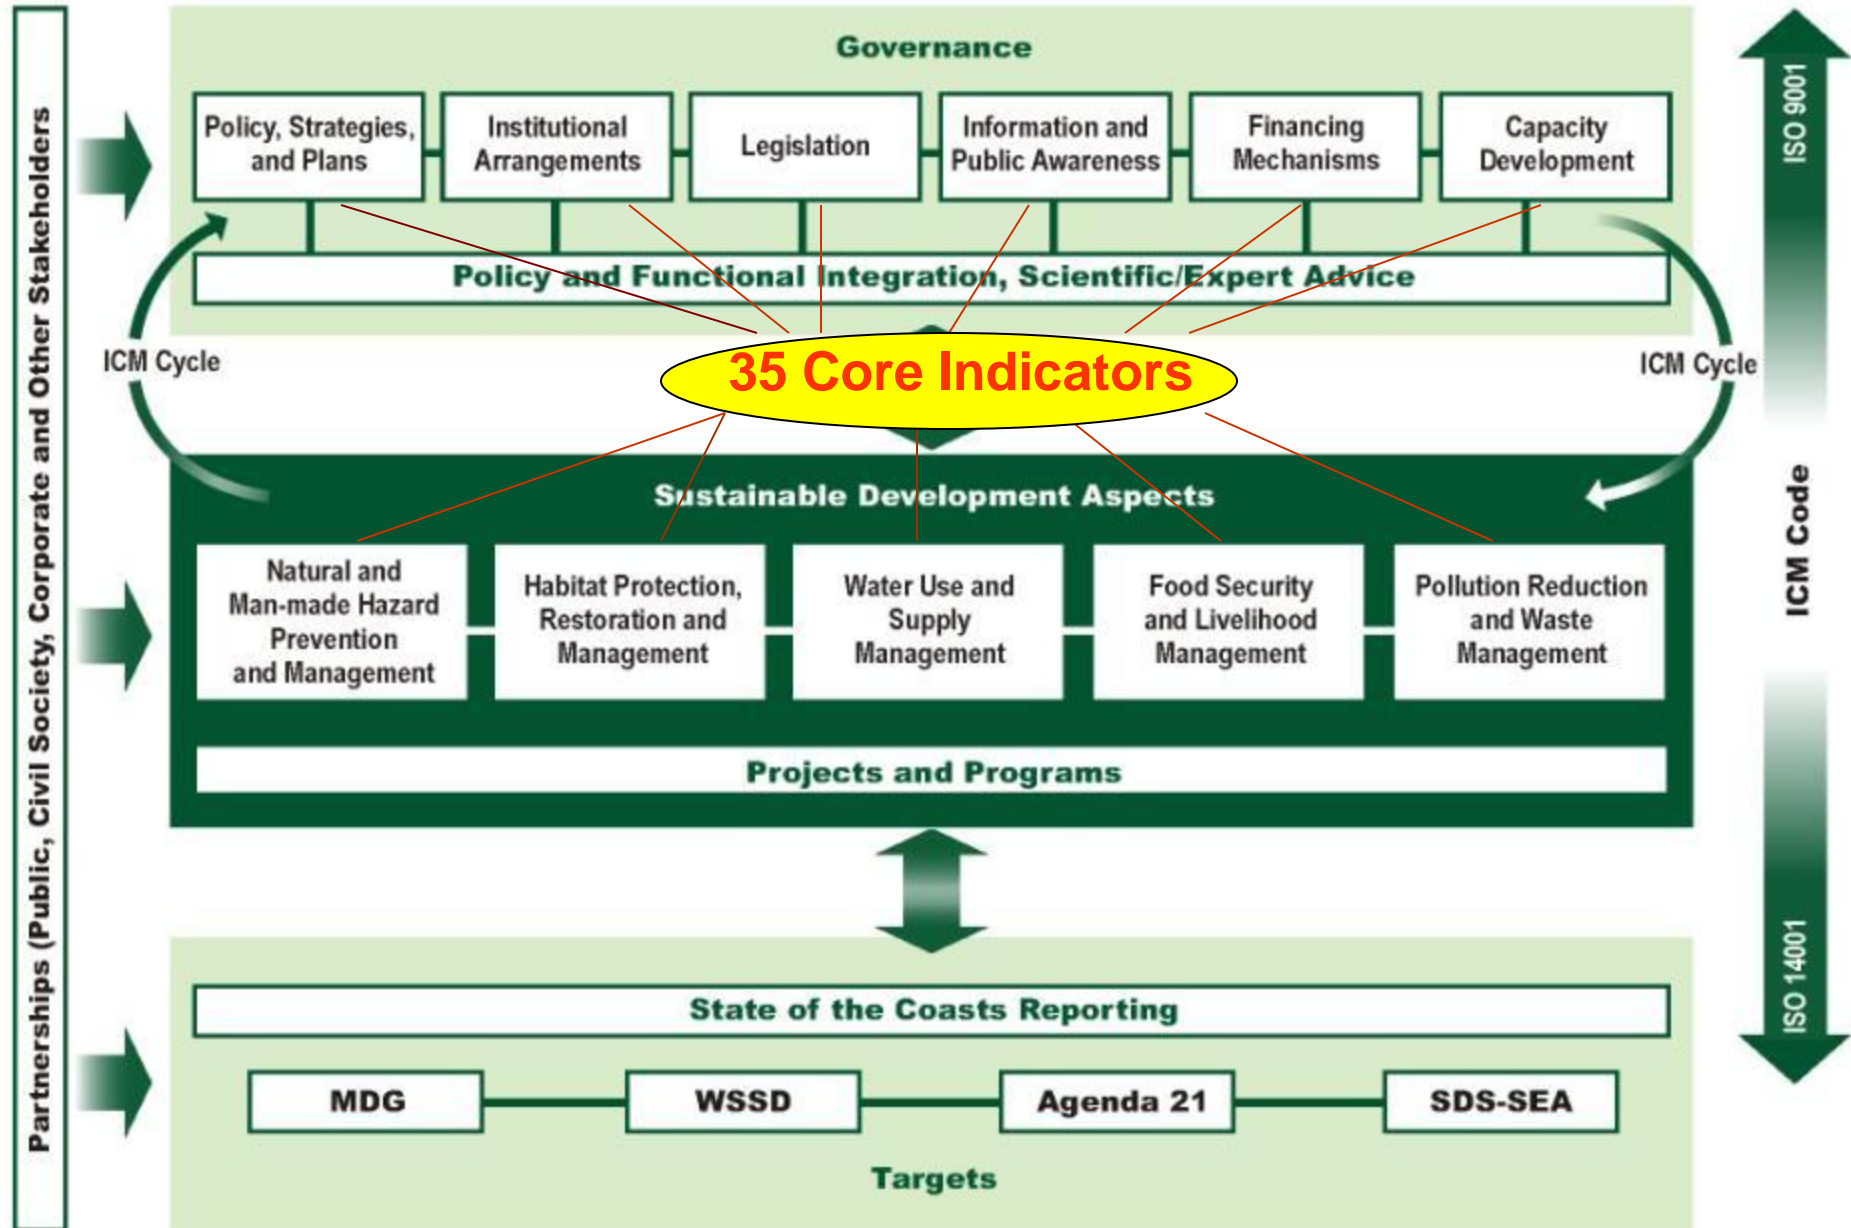 Partnerships (Public, Civil Society, Corporate and Other Stakeholders
Governance
Policy, Strategies,
and Plans
Institutional
Arrangements
Legislation
Information and
Public Awareness
Financing
Mechanisms
Capacity
Development
Policy and Functional Integration, Scientific/Expert Advice
ICM Cycle
35 Core Indicators
ICM Cycle
Sustainable Development Aspects
Natural and
Man-made Hazard
Prevention
and Management
Habitat Protection,
Restoration and
Management
Water Use and
Supply
Management
Food Security
and Livelihood
Management
Pollution Reduction
and Waste
Management
Projects and Programs
State of the Coasts Reporting
MDG
WSSD
Agenda 21
SDS-SEA
Targets
ISO 9001
ICM Code
ISO 14001